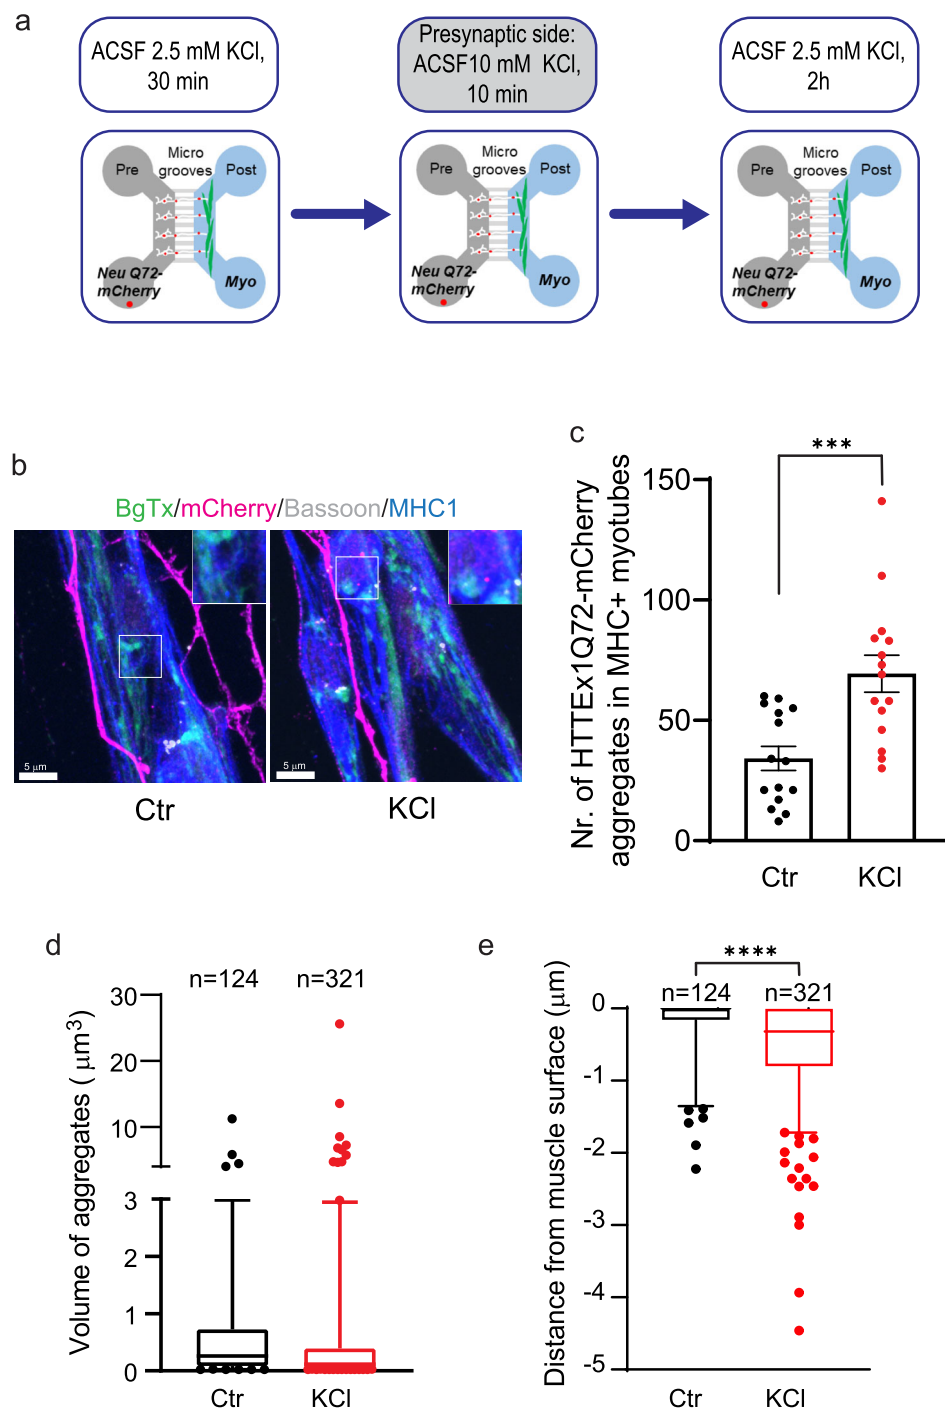 a
ACSF 2.5 mM KCl,
30 min
Presynaptic side:
ACSF10 mM KCl,
10 min
ACSF 2.5 mM KCl,
2h
Pre
Micro
grooves
Post
Neu Q72-
mCherry
Myo
Pre
Micro
grooves
Post
Neu Q72-
mCherry
Myo
Pre
Micro
grooves
Post
Neu Q72-
mCherry
Myo
b
BgTx/mCherry/Bassoon/MHC1
5 µm
5 µm
Ctr
KCl
c
***
Nr. of HTTEx1Q72-mCherry
aggregates in MHC+ myotubes
150
100
50
0
Ctr
KCl
d
n=124
n=321
Volume of aggregates ( µm³)
30
20
10
3
2
1
0
Ctr
KCl
e
****
n=124
n=321
Distance from muscle surface (µm)
0
-1
-2
-3
-4
-5
Ctr
KCl